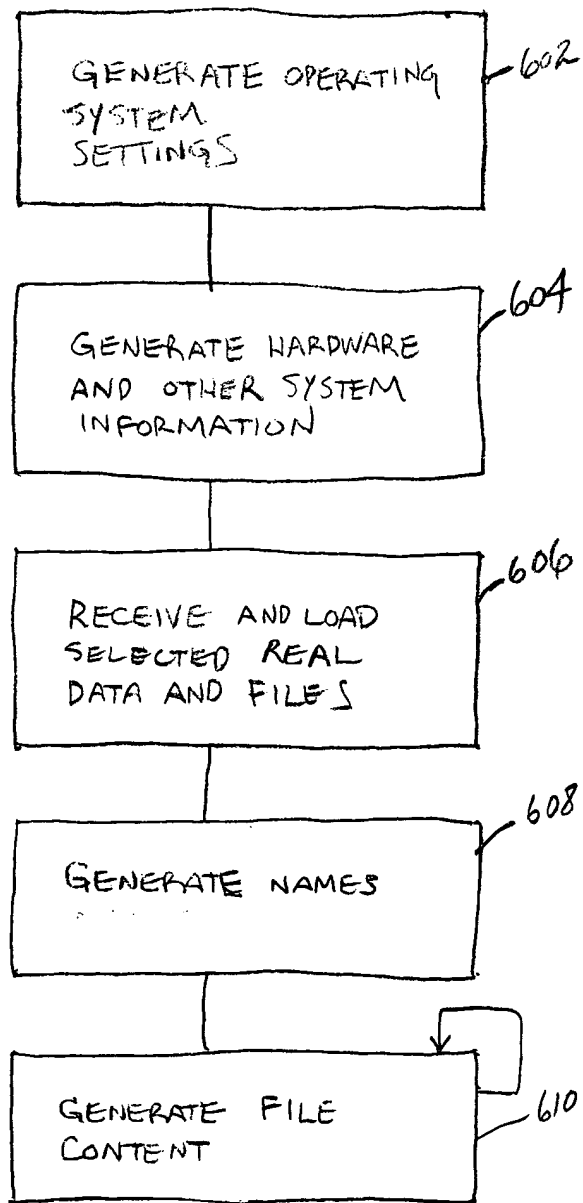 GENERATE OPERATING
SYSTEM
SETTINGS
602
GENERATE HARDWARE
AND OTHER SYSTEM
INFORMATION
604
RECEIVE AND LOAD
SELECTED REAL
DATA AND FILES
606
GENERATE NAMES
608
GENERATE FILE
CONTENT
610